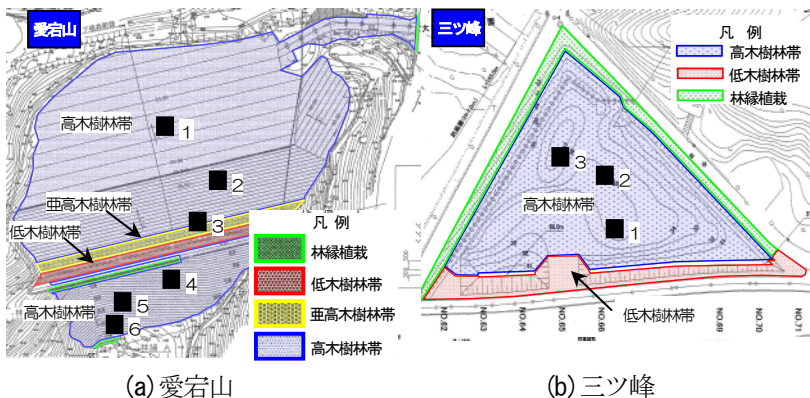 愛宕山
高木樹林帯
1
2
亜高木樹林帯
3
低木樹林帯
4
高木樹林帯
5
6
凡 例
林縁植栽
低木樹林帯
亜高木樹林帯
高木樹林帯
(a) 愛宕山
三ツ峰
凡 例
高木樹林帯
低木樹林帯
林縁植栽
3
2
高木樹林帯
1
低木樹林帯
NO.62
NO.63
NO.64
NO.65
NO.66
NO.69
NO.70
NO.71
(b) 三ツ峰